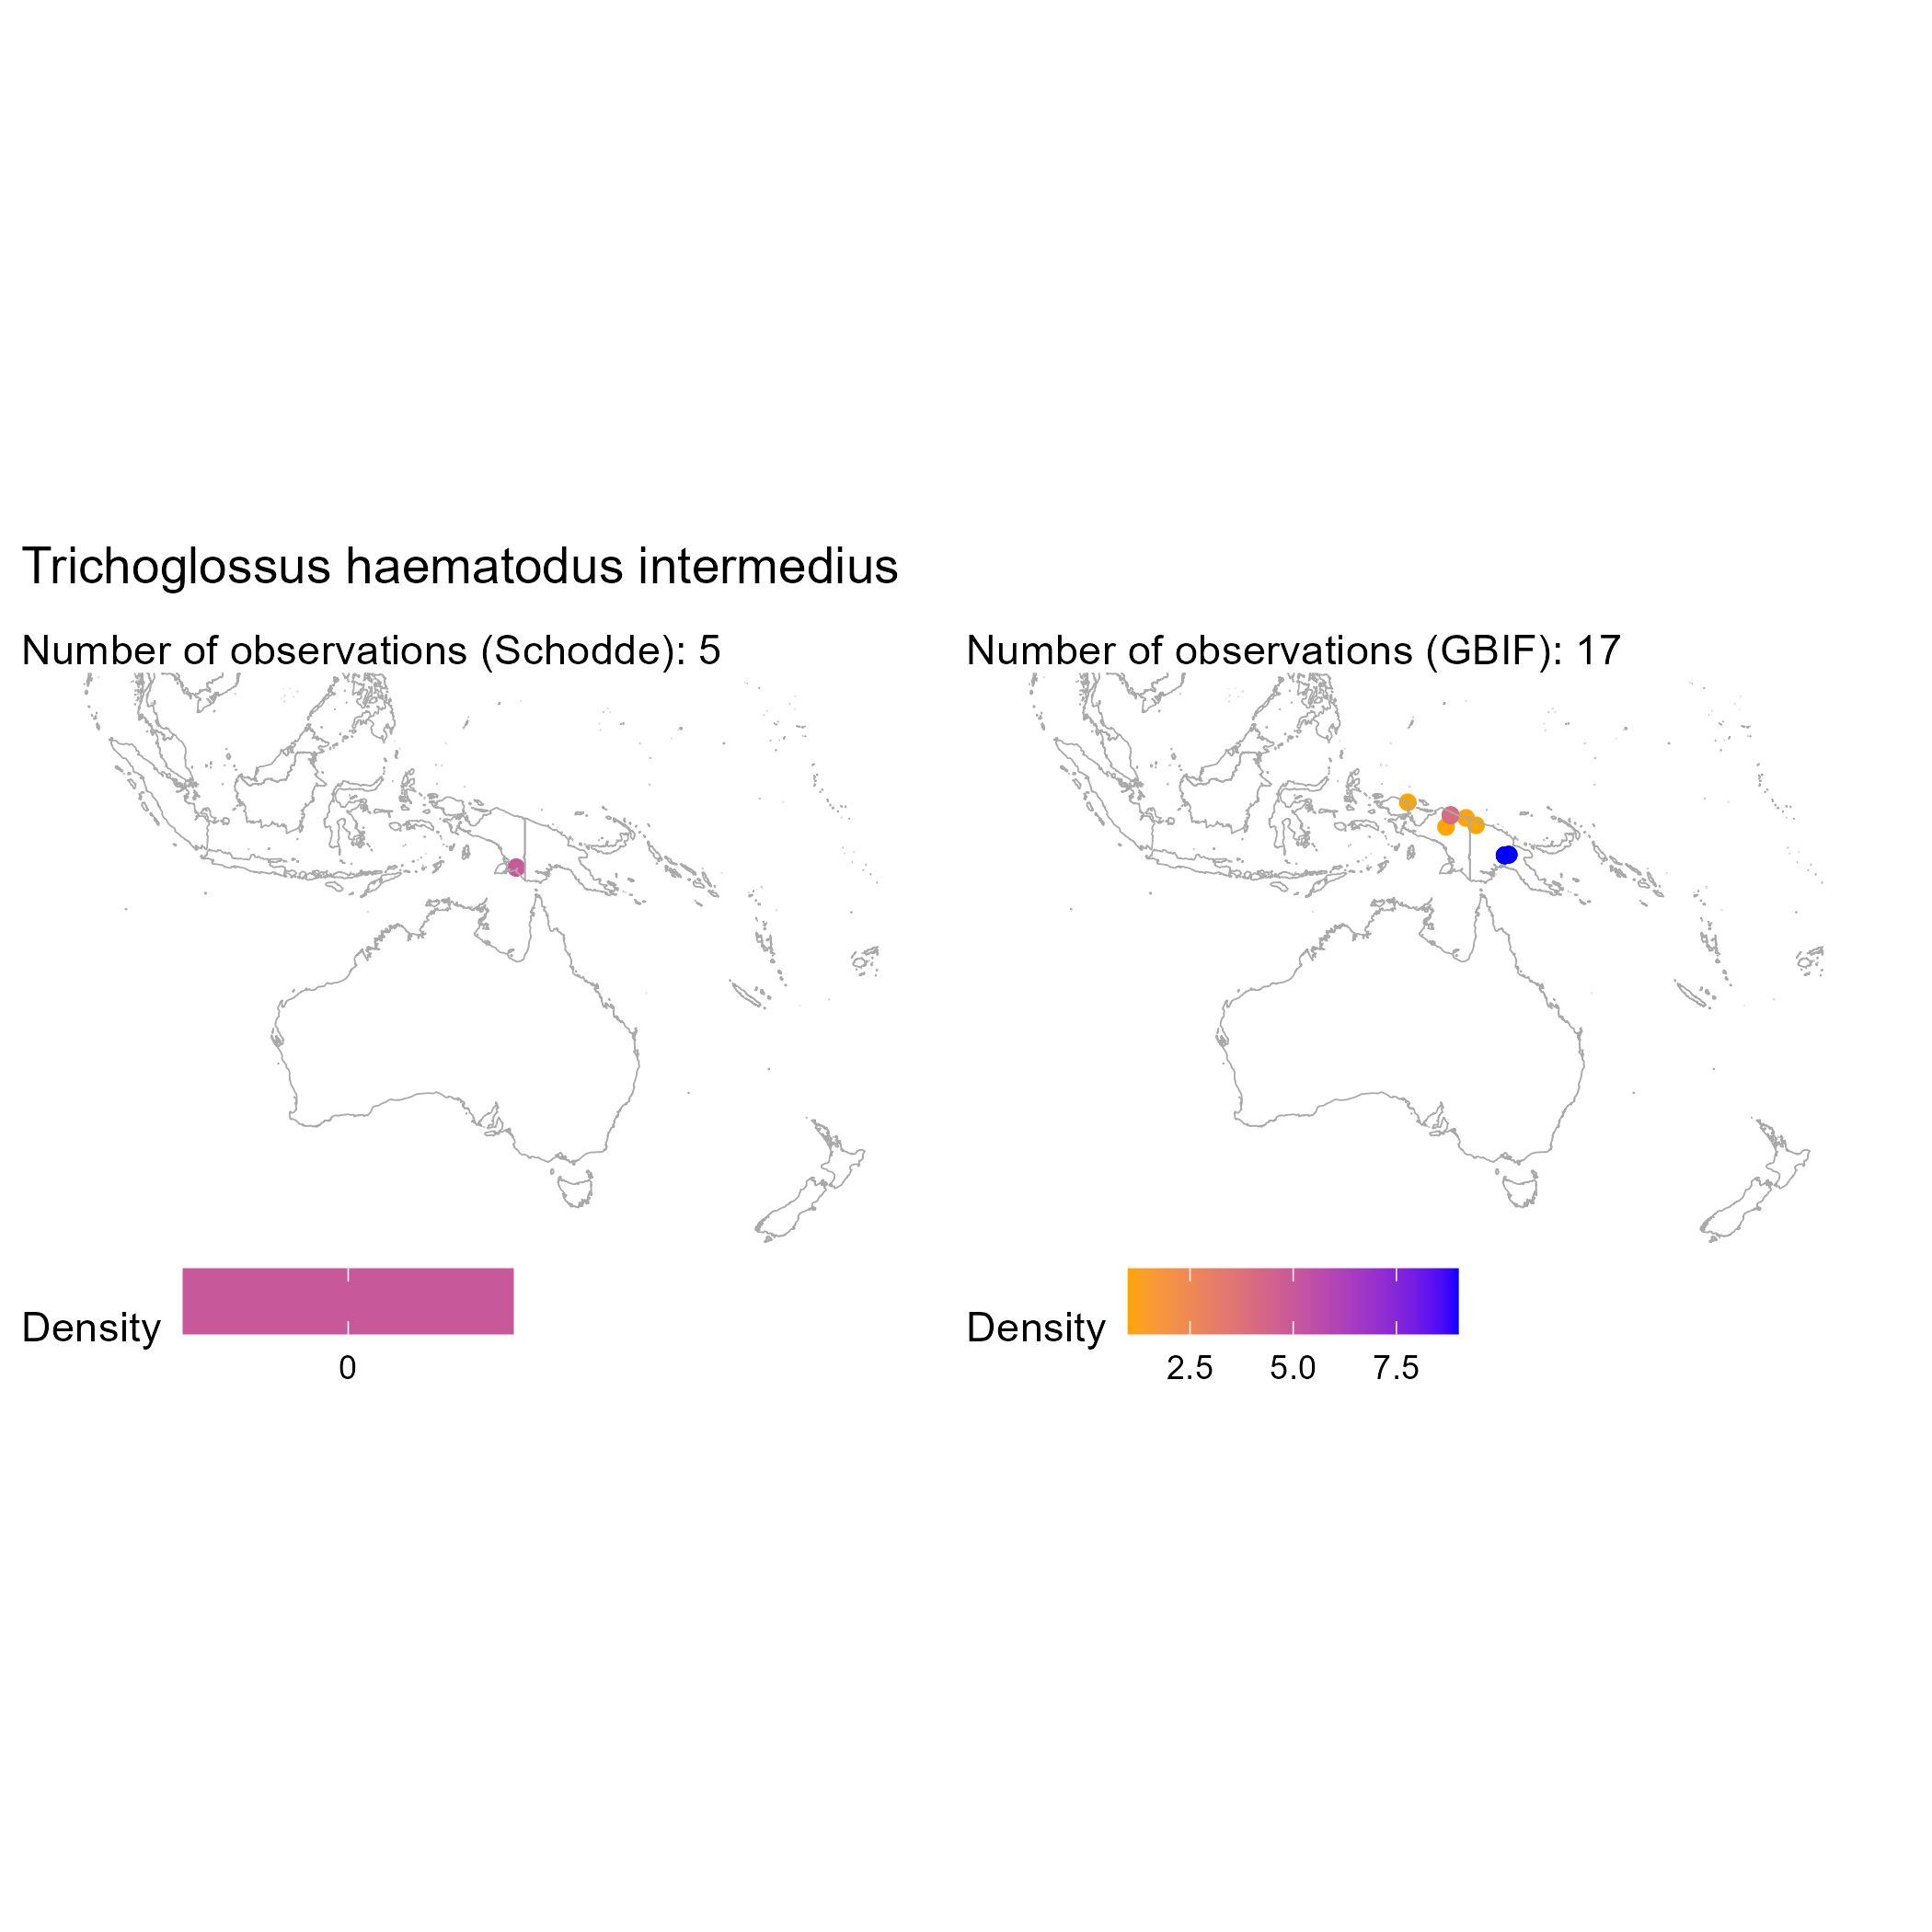 Trichoglossus haematodus intermedius
Number of observations (Schodde): 5
Number of observations (GBIF): 17
Density
0
Density
2.5 5.0 7.5